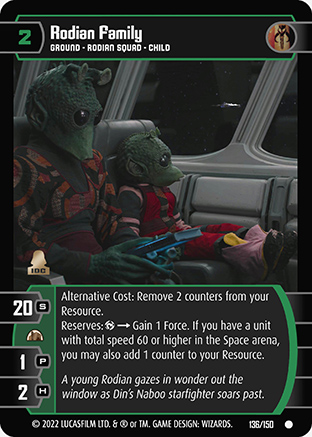 2 Rodian Family
GROUND - RODIAN SQUAD - CHILD
IBC
20 S
1 P
2 H
Alternative Cost: Remove 2 counters from your
Resource.
Reserves: → Gain 1 Force. If you have a unit
with total speed 60 or higher in the Space arena,
you may also add 1 counter to your Resource.
A young Rodian gazes in wonder out the
window as Din's Naboo starfighter soars past.
© 2022 LUCASFILM LTD. & ® or TM. GAME DESIGN: WIZARDS. 136/150